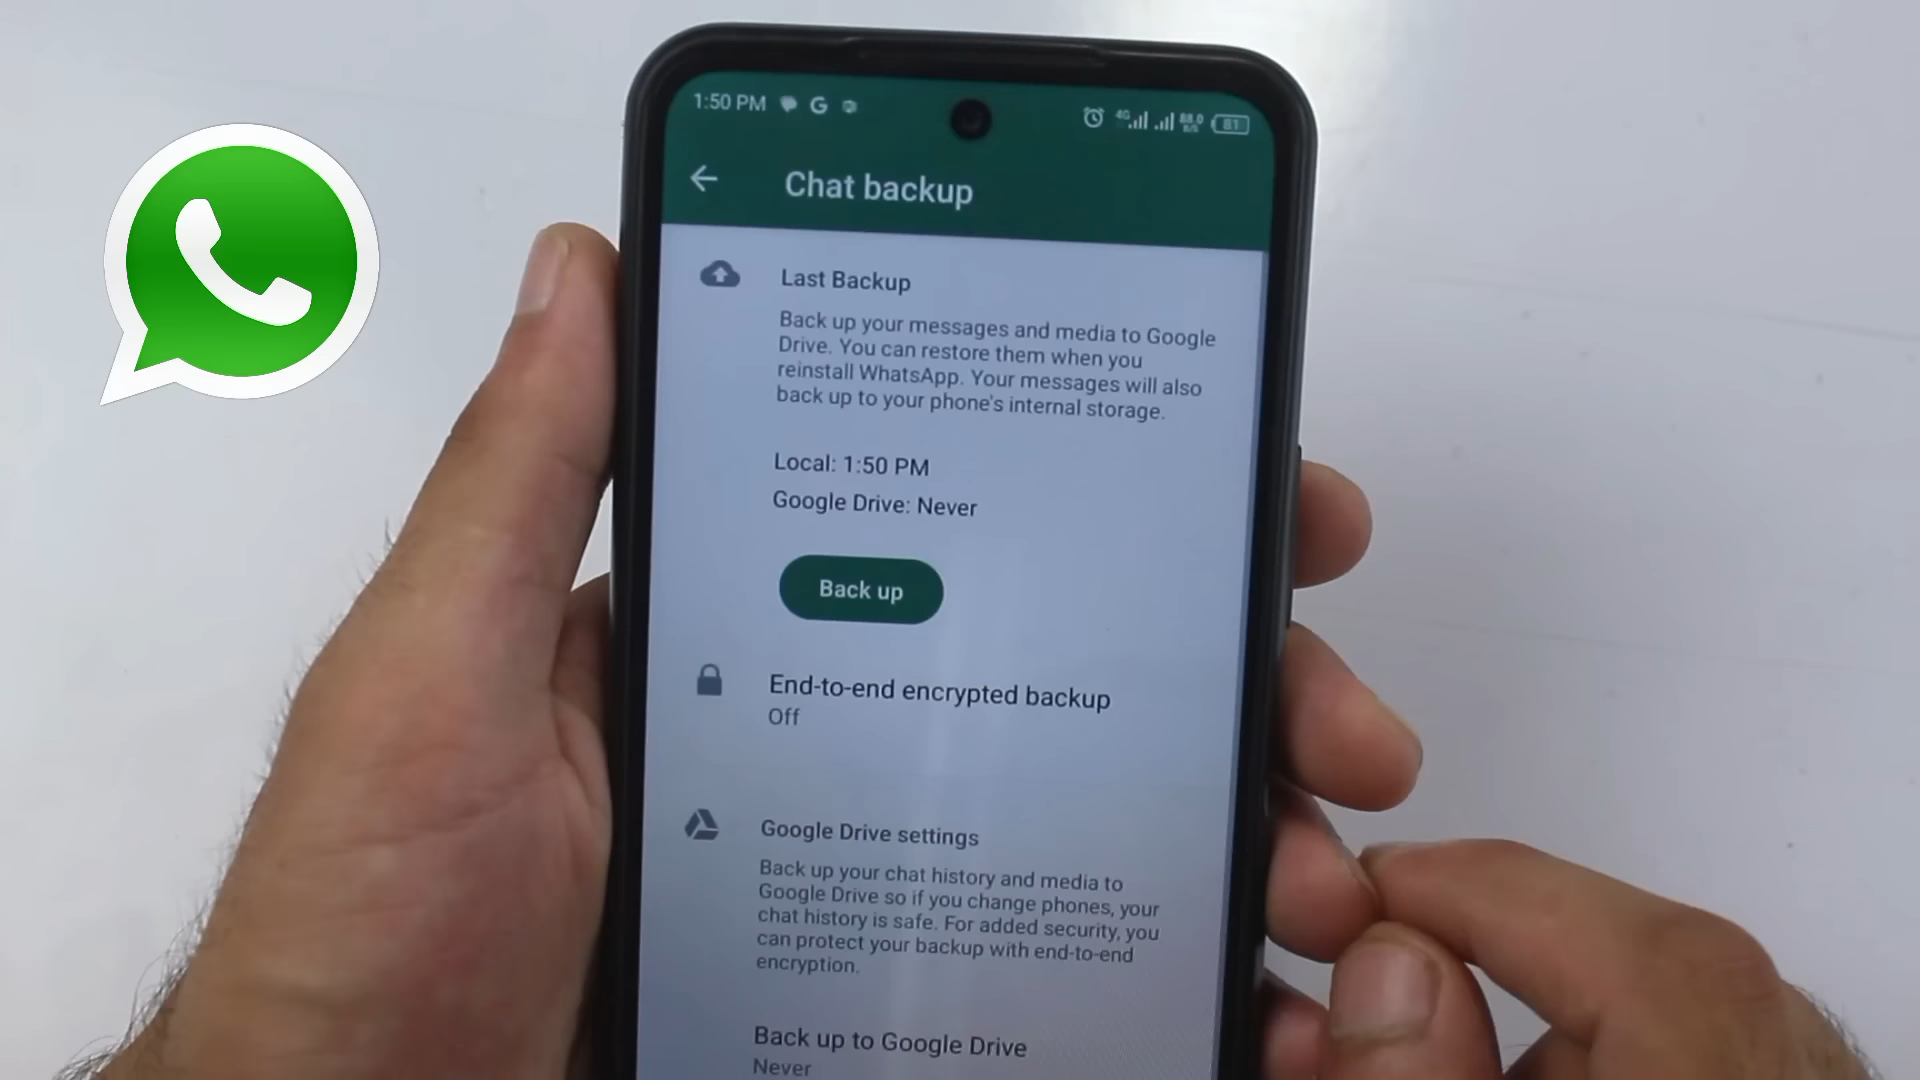 1:50 PM
4G
88.0
B/S
81
Chat backup
Last Backup
Back up your messages and media to Google
Drive. You can restore them when you
reinstall WhatsApp. Your messages will also
back up to your phone's internal storage.
Local: 1:50 PM
Google Drive: Never
Back up
End-to-end encrypted backup
Off
Google Drive settings
Back up your chat history and media to
Google Drive so if you change phones, your
chat history is safe. For added security, you
can protect your backup with end-to-end
encryption.
Back up to Google Drive
Never